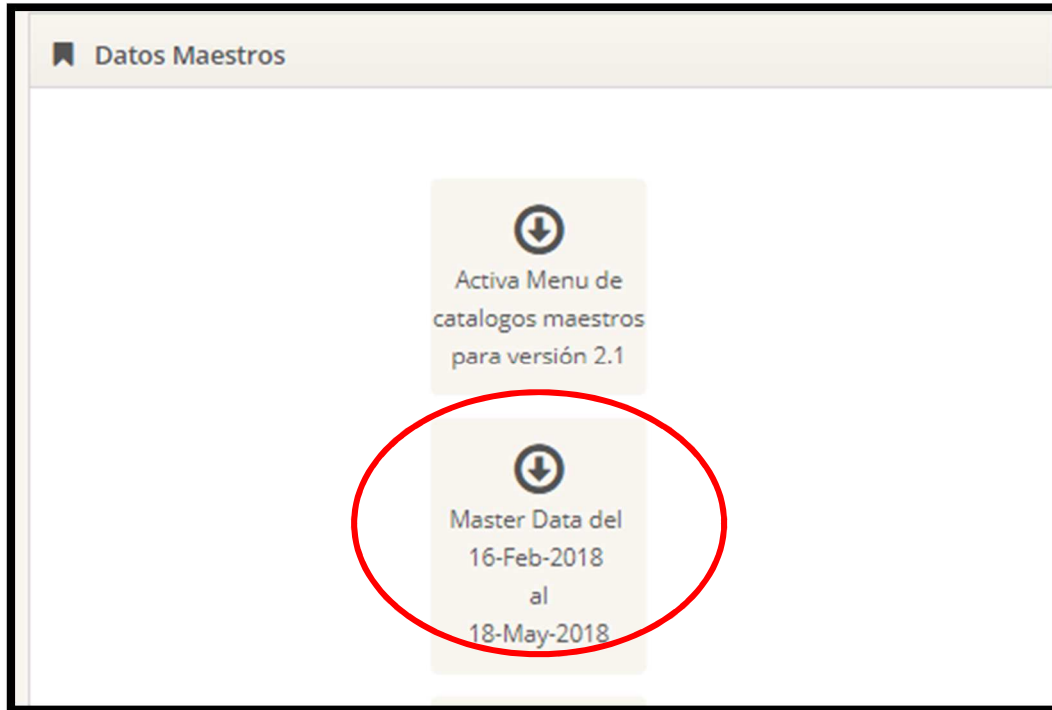 Datos Maestros
Activa Menu de
catalogos maestros
para versión 2.1
Master Data del
16-Feb-2018
al
18-May-2018